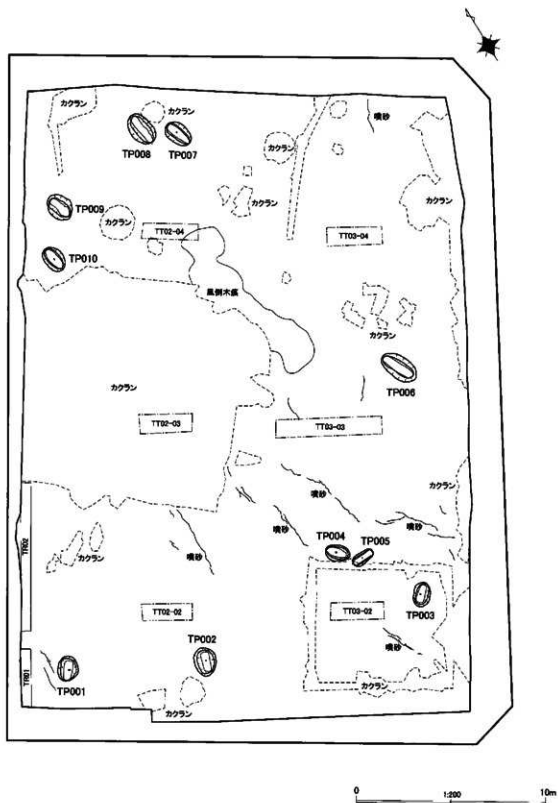 カクラン
カクラン
噴砂
TP008
TP007
カクラン
カクラン
TP009
カクラン
TT02-04
TT03-04
TP010
風倒木痕
カクラン
TP006
カクラン
TT02-03
TT03-03
カクラン
噴砂
噴砂
噴砂
TP004
TP005
TR02
カクラン
噴砂
TT02-02
TT03-02
TP003
TP002
噴砂
TR01
TP001
カクラン
カクラン
0
1:200
10m